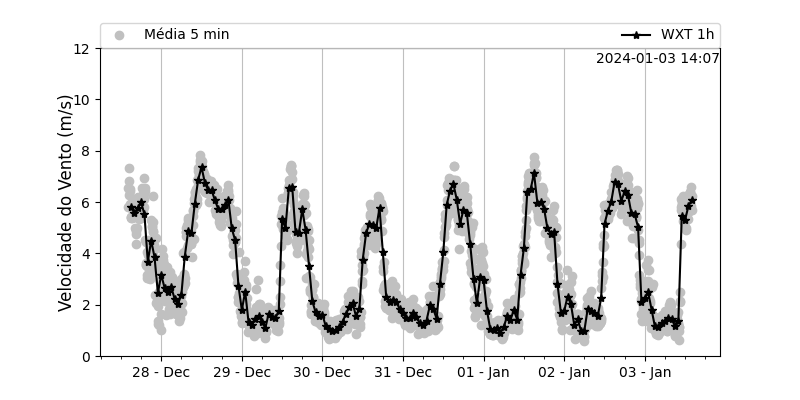 Média 5 min
WXT 1h
2024-01-03 14:07
Velocidade do Vento (m/s)
12
10
8
6
4
2
0
28 - Dec
29 - Dec
30 - Dec
31 - Dec
01 - Jan
02 - Jan
03 - Jan